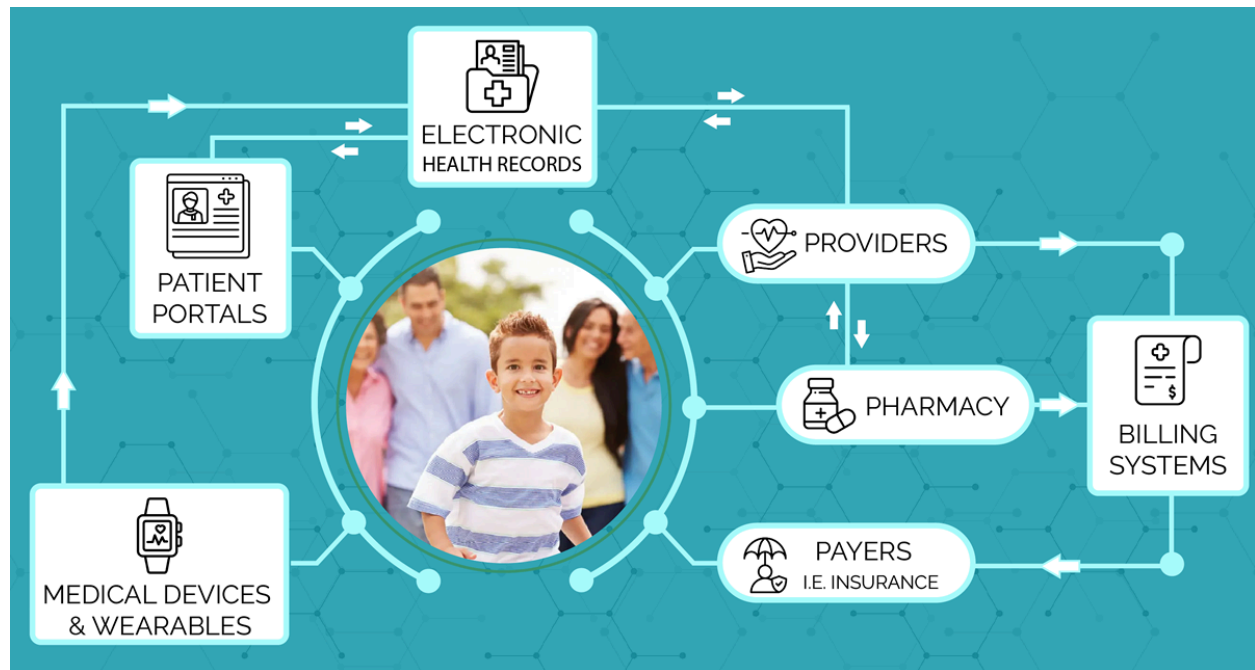 ELECTRONIC
HEALTH RECORDS
PATIENT
PORTALS
PROVIDERS
PHARMACY
BILLING
SYSTEMS
$
MEDICAL DEVICES
& WEARABLES
PAYERS
I.E. INSURANCE